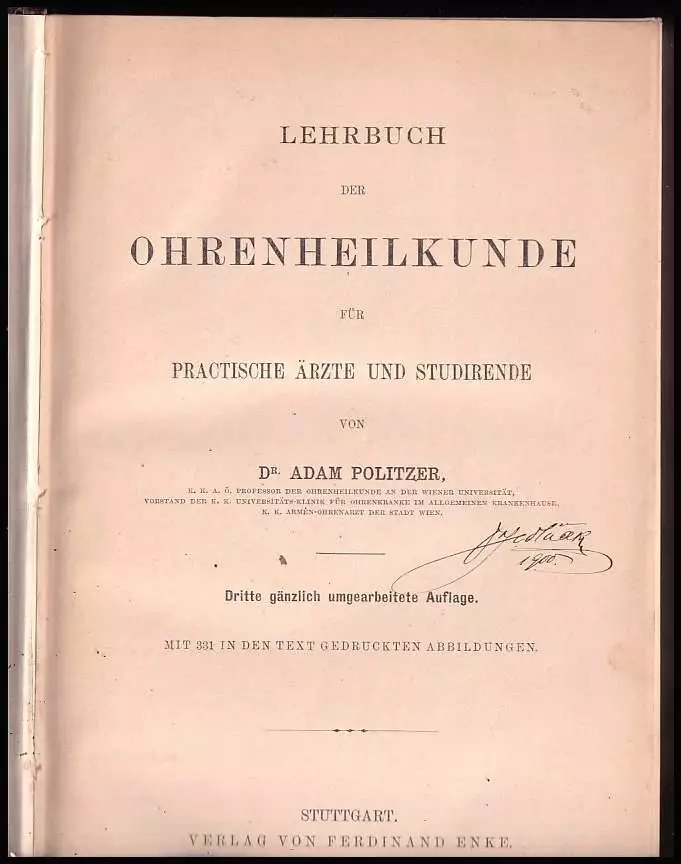 LEHRBUCH
DER
OHRENHEILKUNDE
FÜR
PRACTISCHE ÄRZTE UND STUDIRENDE
VON
DR. ADAM POLITZER,
K. K. A. Ö. PROFESSOR DER OHRENHEILKUNDE AN DER WIENER UNIVERSITÄT,
VORSTAND DER K. K. UNIVERSITÄTS-KLINIK FÜR OHRENKRANKE IM ALLGEMEINEN KRANKENHAUSE,
K. K. ARMEN-OHRENARZT DER STADT WIEN.
1900.
Dritte gänzlich umgearbeitete Auflage.
MIT 331 IN DEN TEXT GEDRUCKTEN ABBILDUNGEN.
STUTTGART.
VERLAG VON FERDINAND ENKE.